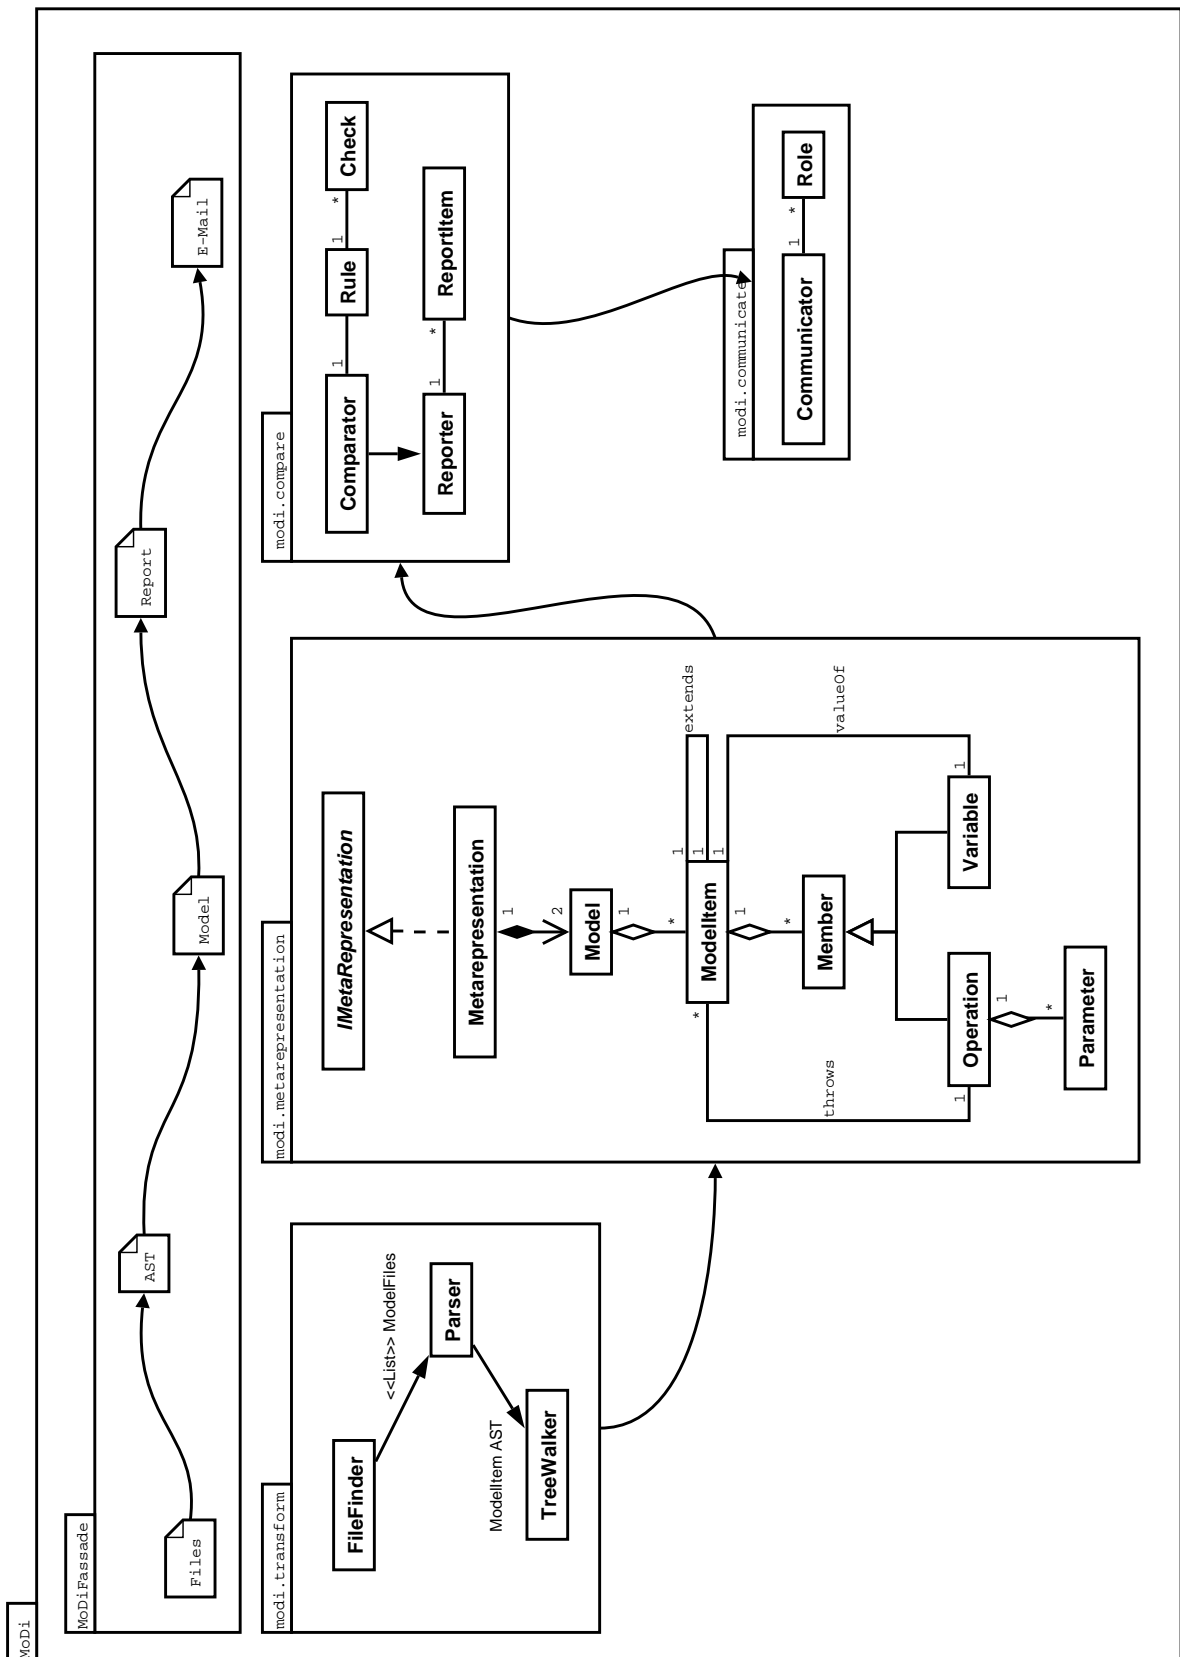 MoDi
MoDiFassade
Files
AST
Model
Report
E-Mail
modi.transform
FileFinder
<<List>> ModelFiles
Parser
ModelItem AST
TreeWalker
modi.metarepresentation
IMetaRepresentation
Metarepresentation
1
2
Model
1
*
ModelItem
1
1
1
extends
valueOf
1
*
throws
1
1
*
Member
Operation
1
*
Parameter
Variable
modi.compare
Comparator
1
Rule
1
*
Check
Reporter
1
*
ReportItem
modi.communicate
Communicator
1
*
Role